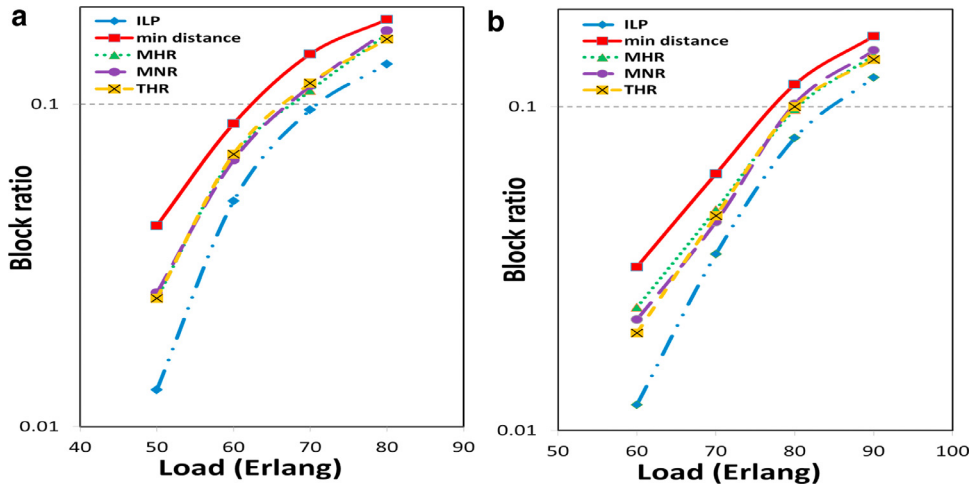 a
ILP
min distance
MHR
MNR
THR
0.1
0.01
Block ratio
40 50 60 70 80 90
Load (Erlang)
b
ILP
min distance
MHR
MNR
THR
0.1
0.01
Block ratio
50 60 70 80 90 100
Load (Erlang)